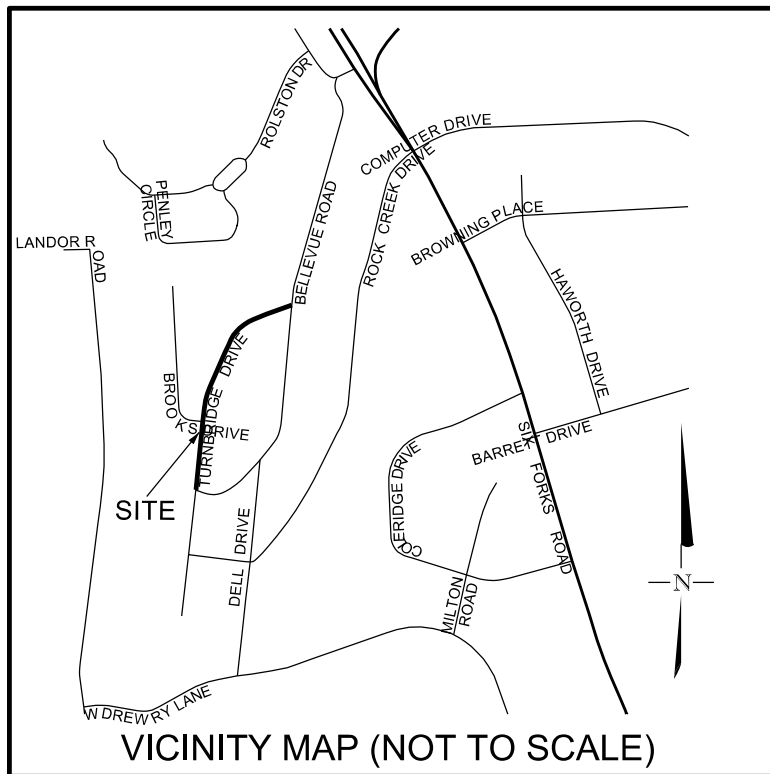 ROLSTON DR
COMPUTER DRIVE
PENLEY
CIRCLE
BELLEVUE ROAD
ROCK CREEK DRIVE
BROWNING PLACE
LANDOR ROAD
HAWORTH DRIVE
TURNBRIDGE DRIVE
BROOKS DRIVE
BARRETT DRIVE
SIX FORKS ROAD
COLERIDGE DRIVE
SITE
DELL DRIVE
MILTON
ROAD
N
W DREWRY LANE
VICINITY MAP (NOT TO SCALE)